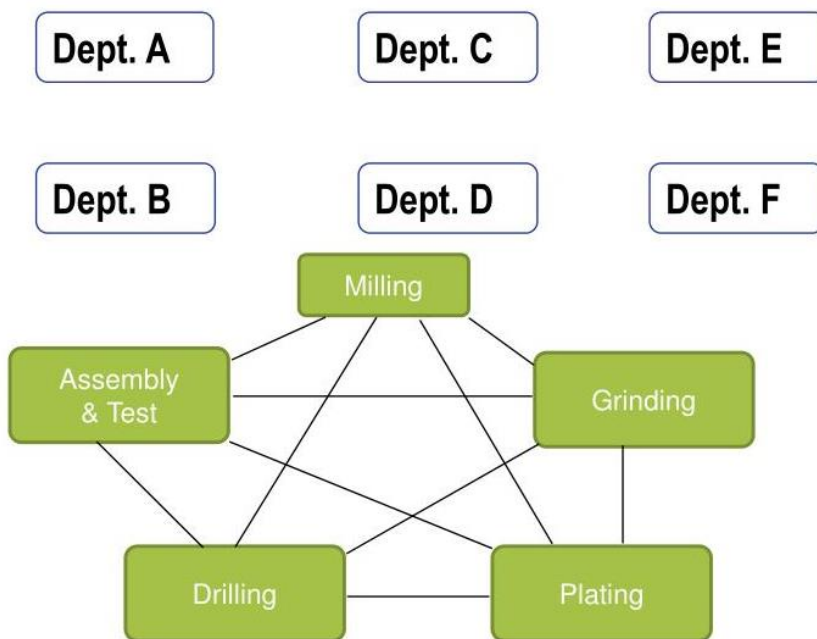 Dept. A
Dept. C
Dept. E
Dept. B
Dept. D
Dept. F
Milling
Assembly
& Test
Grinding
Drilling
Plating